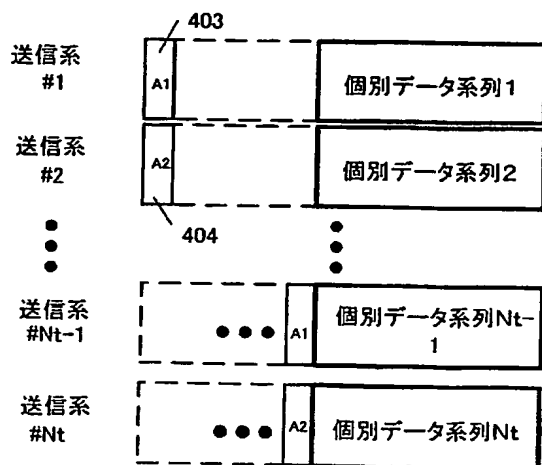 403
送信系
#1
A1
個別データ系列1
送信系
#2
A2
個別データ系列2
404
送信系
#Nt-1
A1
個別データ系列Nt-
1
送信系
#Nt
A2
個別データ系列Nt